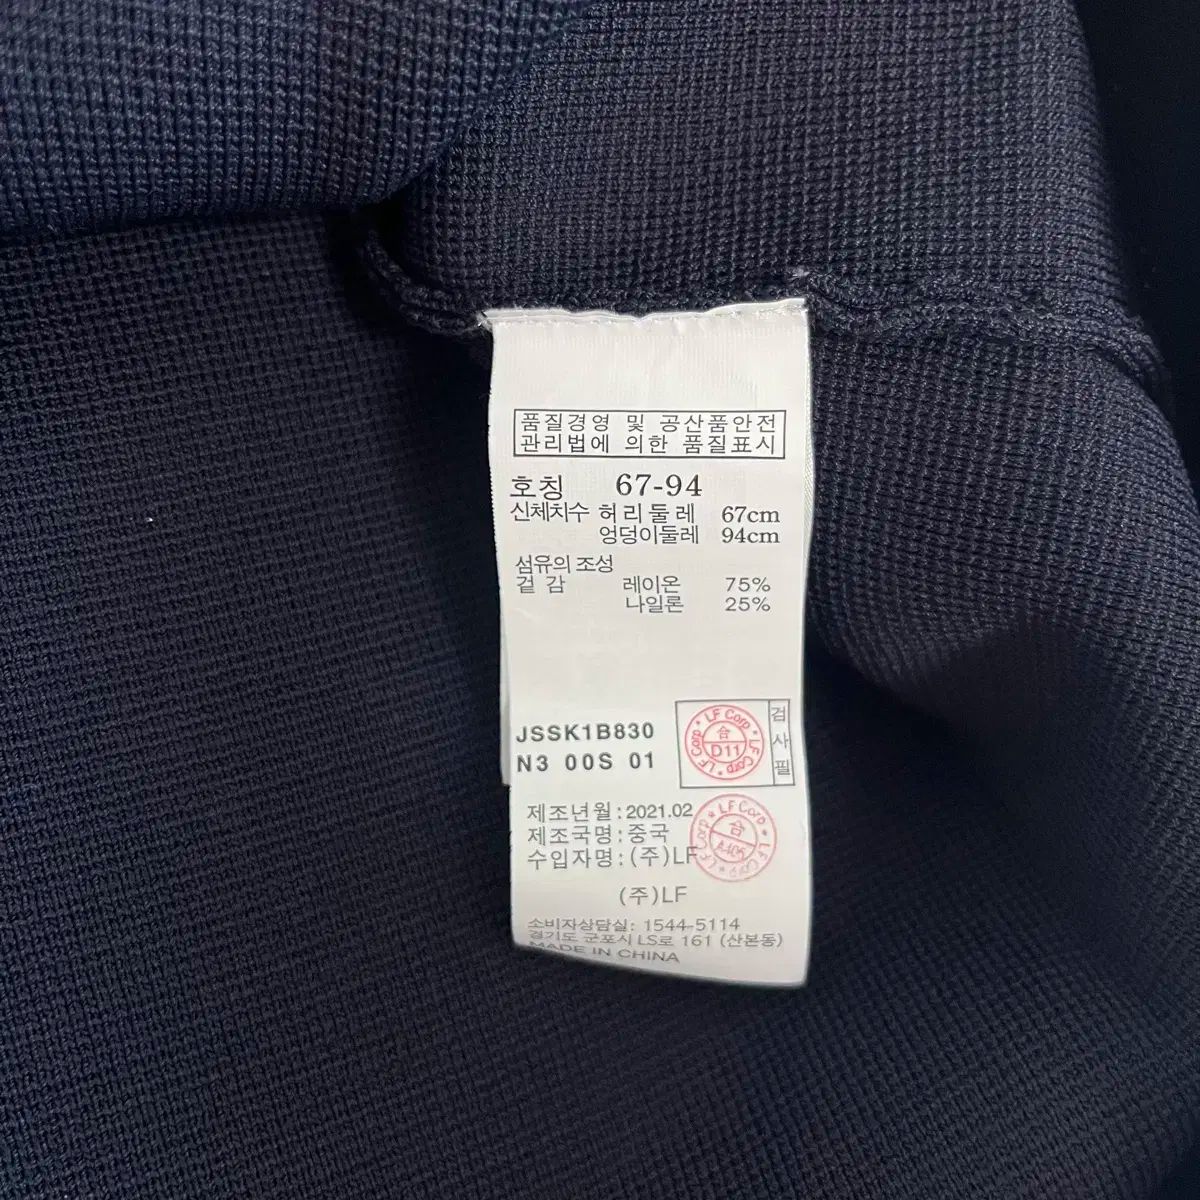 품질경영 및 공산품안전
관리법에 의한 품질표시
호칭 67-94
신체치수 허리둘레 67cm
엉덩이둘레 94cm
섬유의 조성
겉감 레이온 75%
나일론 25%
JSSK1B830
N3 00S 01
LF Corp * LF Corp *
合
D11
검사필
제조년월:2021.02
제조국명:중국
수입자명:(주)LF
LF Corp * LF Corp *
合
(주)LF
소비자상담실: 1544-5114
경기도 군포시 LS로 161 (산본동)
MADE IN CHINA